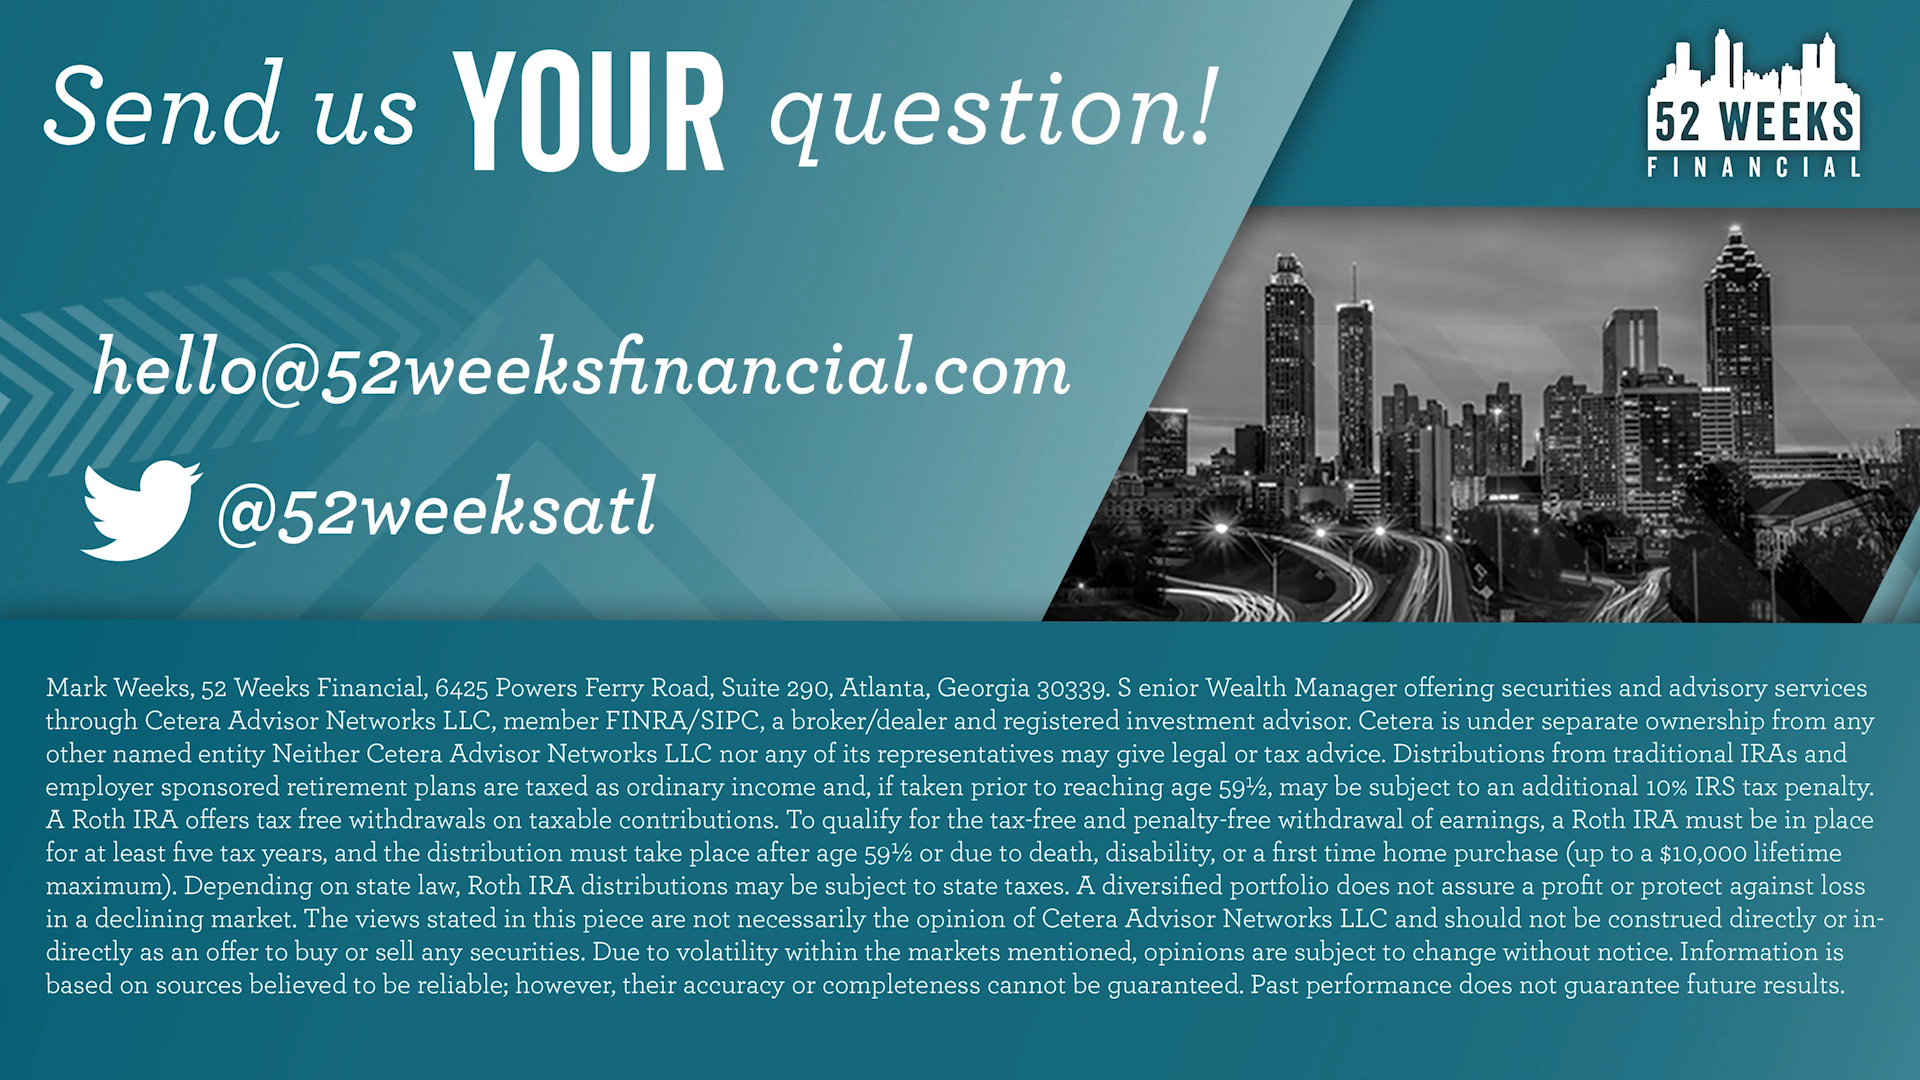 Send us YOUR question!
52 WEEKS
FINANCIAL
hello@52weeksfinancial.com
@52weeksatl
Mark Weeks, 52 Weeks Financial, 6425 Powers Ferry Road, Suite 290, Atlanta, Georgia 30339. S enior Wealth Manager offering securities and advisory services
through Cetera Advisor Networks LLC, member FINRA/SIPC, a broker/dealer and registered investment advisor. Cetera is under separate ownership from any
other named entity Neither Cetera Advisor Networks LLC nor any of its representatives may give legal or tax advice. Distributions from traditional IRAs and
employer sponsored retirement plans are taxed as ordinary income and, if taken prior to reaching age 59½, may be subject to an additional 10% IRS tax penalty.
A Roth IRA offers tax free withdrawals on taxable contributions. To qualify for the tax-free and penalty-free withdrawal of earnings, a Roth IRA must be in place
for at least five tax years, and the distribution must take place after age 59½ or due to death, disability, or a first time home purchase (up to a $10,000 lifetime
maximum). Depending on state law, Roth IRA distributions may be subject to state taxes. A diversified portfolio does not assure a profit or protect against loss
in a declining market. The views stated in this piece are not necessarily the opinion of Cetera Advisor Networks LLC and should not be construed directly or in-
directly as an offer to buy or sell any securities. Due to volatility within the markets mentioned, opinions are subject to change without notice. Information is
based on sources believed to be reliable; however, their accuracy or completeness cannot be guaranteed. Past performance does not guarantee future results.